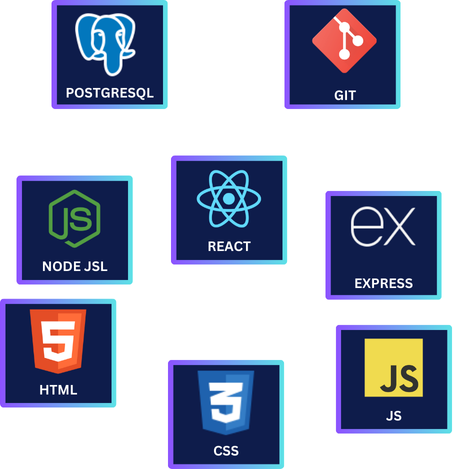 POSTGRESQL
GIT
JS
NODE JSL
REACT
ex
EXPRESS
5
HTML
3
CSS
JS
JS